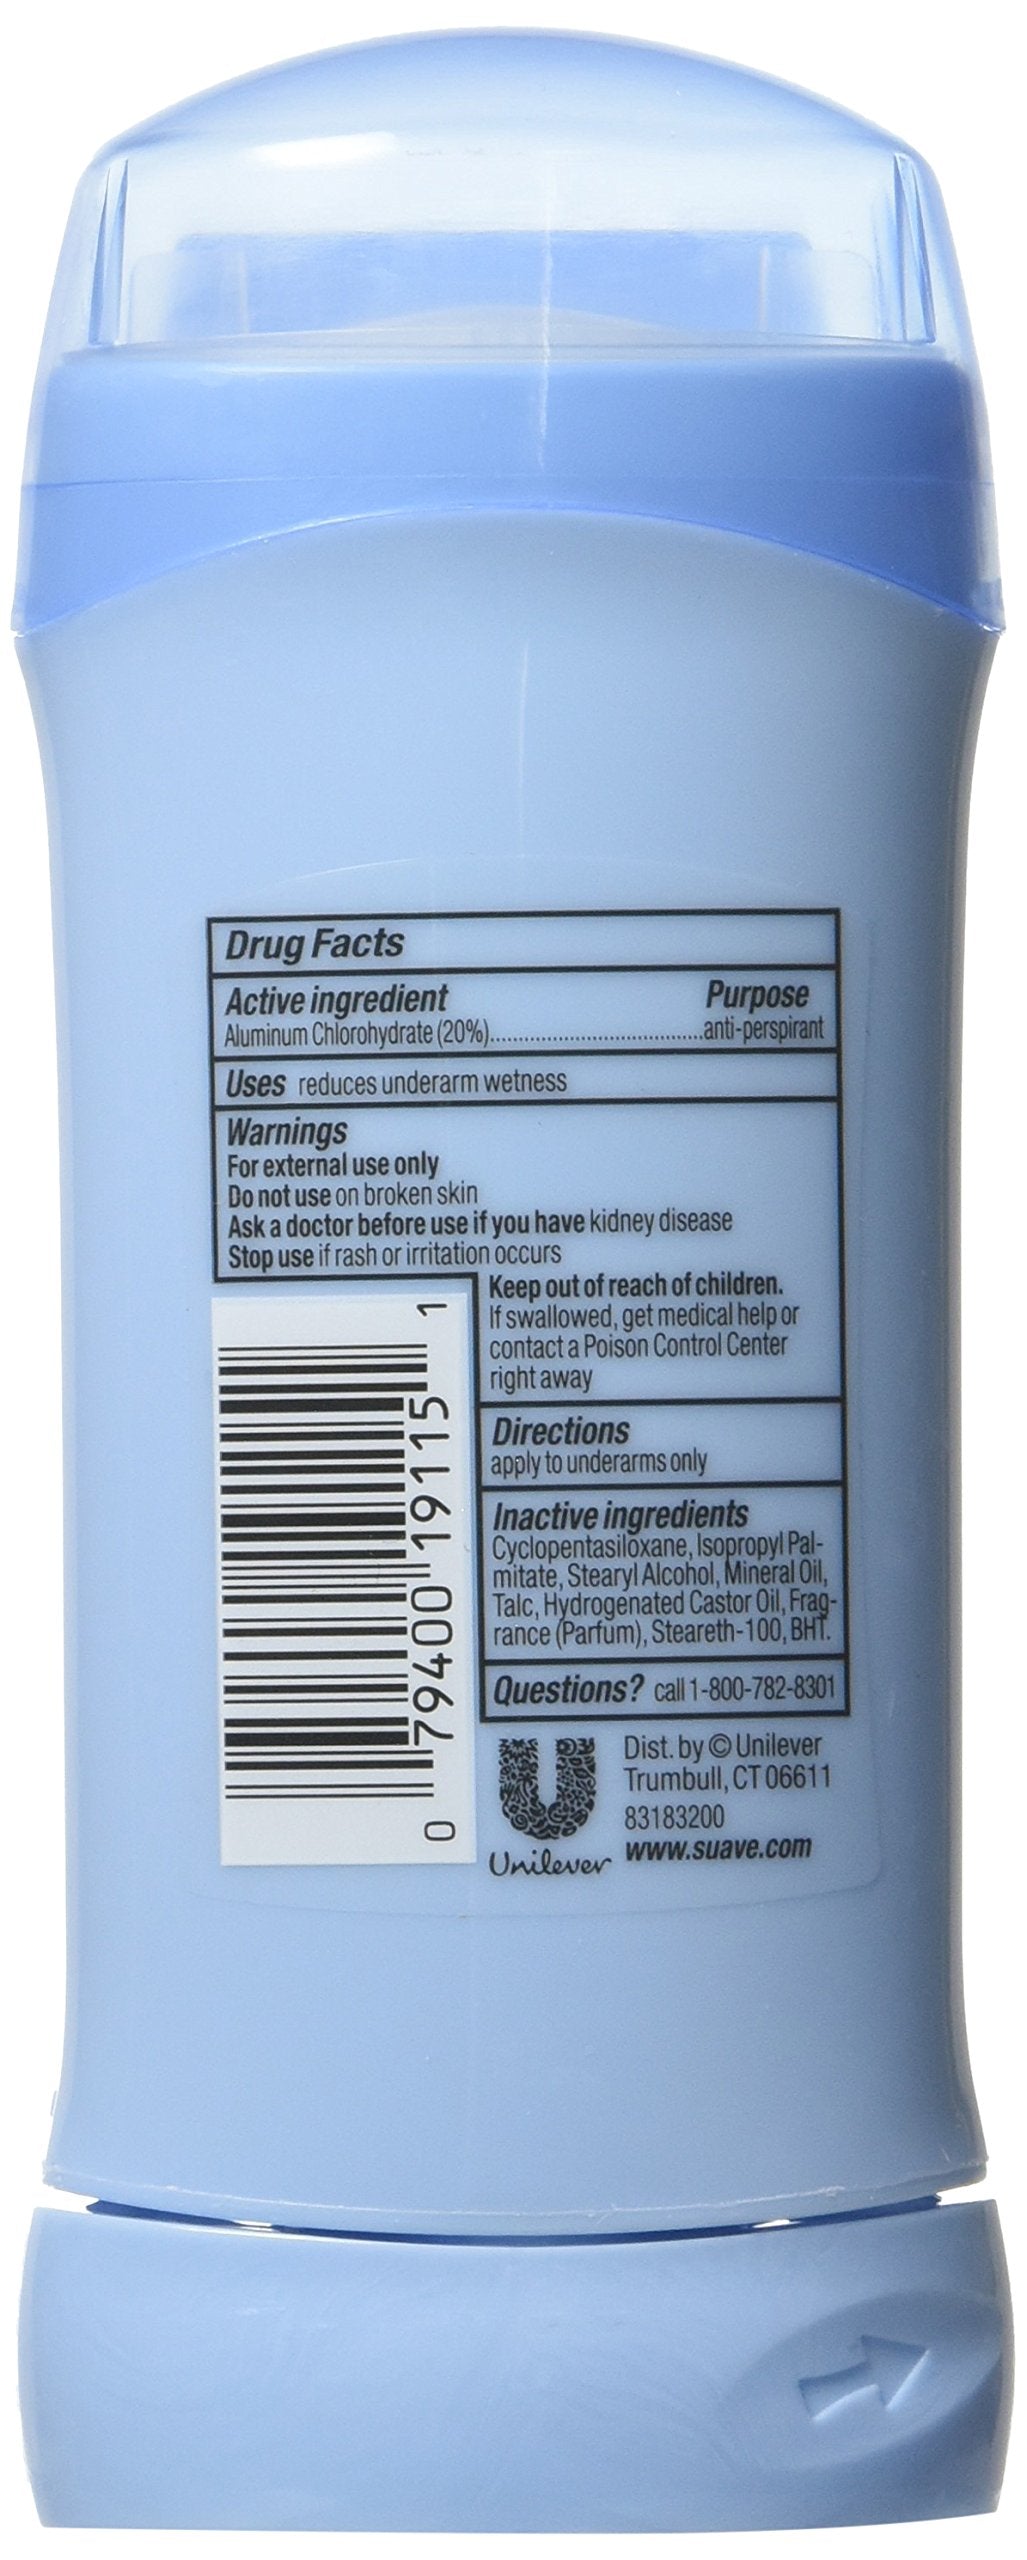 Drug Facts
Active ingredient Purpose
Aluminum Chlorohydrate (20%)......................................anti-perspirant
Uses reduces underarm wetness
Warnings
For external use only
Do not use on broken skin
Ask a doctor before use if you have kidney disease
Stop use if rash or irritation occurs
Keep out of reach of children.
If swallowed, get medical help or
contact a Poison Control Center
right away
Directions
apply to underarms only
Inactive ingredients
Cyclopentasiloxane, Isopropyl Pal-
mitate, Stearyl Alcohol, Mineral Oil,
Talc, Hydrogenated Castor Oil, Frag-
rance (Parfum), Steareth-100, BHT.
Questions? call 1-800-782-8301
0 79400 19115 1
Unilever
Dist. by © Unilever
Trumbull, CT 06611
83183200
www.suave.com